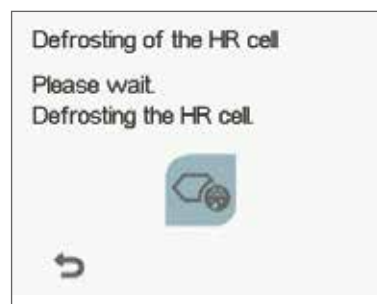 Defrosting of the HR cell
Please wait.
Defrosting the HR cell.